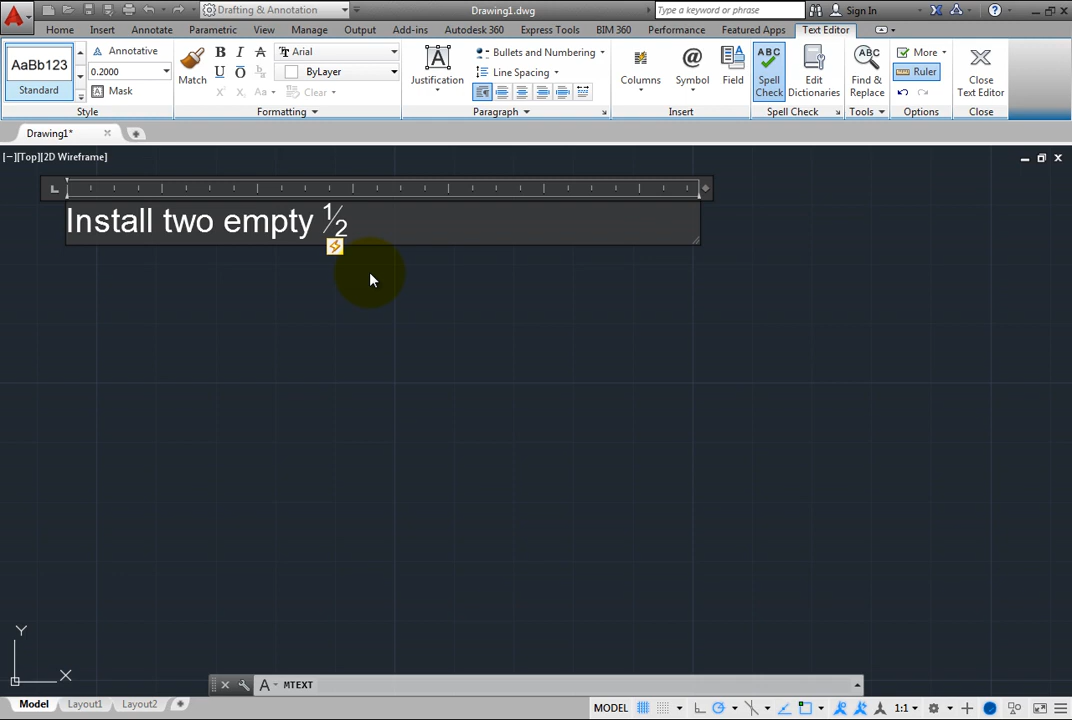 Drafting & Annotation
Drawing1.dwg
Type a keyword or phrase
Sign In
Home Insert Annotate Parametric View Manage Output Add-ins Autodesk 360 Express Tools BIM 360 Performance Featured Apps Text Editor
AaBb123
Standard
Annotative
0.2000
Mask
Style
Match
Arial
ByLayer
Clear
Formatting
Justification
Bullets and Numbering
Line Spacing
Paragraph
Columns
Symbol
Field
Insert
ABC
Spell
Check
Edit
Dictionaries
Spell Check
Find &
Replace
Tools
More
Ruler
Options
Close
Text Editor
Close
Drawing1*
[−][Top][2D Wireframe]
Install two empty ½
Y
X
MTEXT
Model Layout1 Layout2
MODEL
1:1